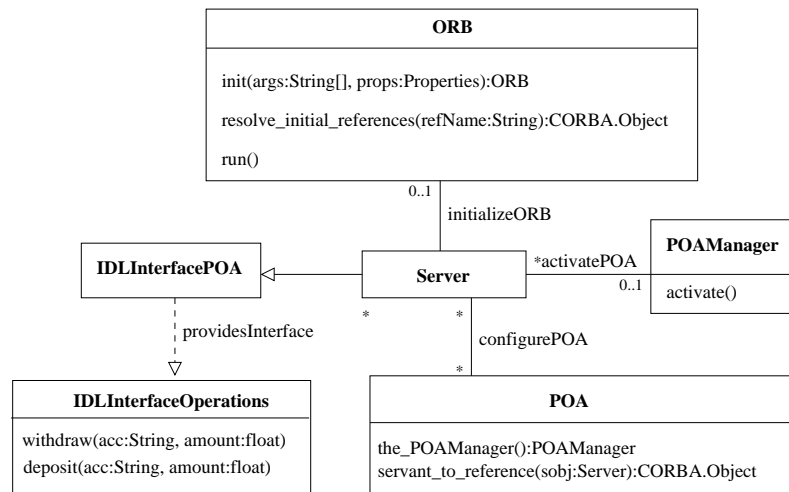 ORB
init(args:String[], props:Properties):ORB
resolve_initial_references(refName:String):CORBA.Object
run()
0..1
initializeORB
IDLInterfacePOA
Server
*activatePOA
0..1
POAManager
activate()
*
*
providesInterface
configurePOA
*
IDLInterfaceOperations
withdraw(acc:String, amount:float)
deposit(acc:String, amount:float)
POA
the_POAManager():POAManager
servant_to_reference(sobj:Server):CORBA.Object